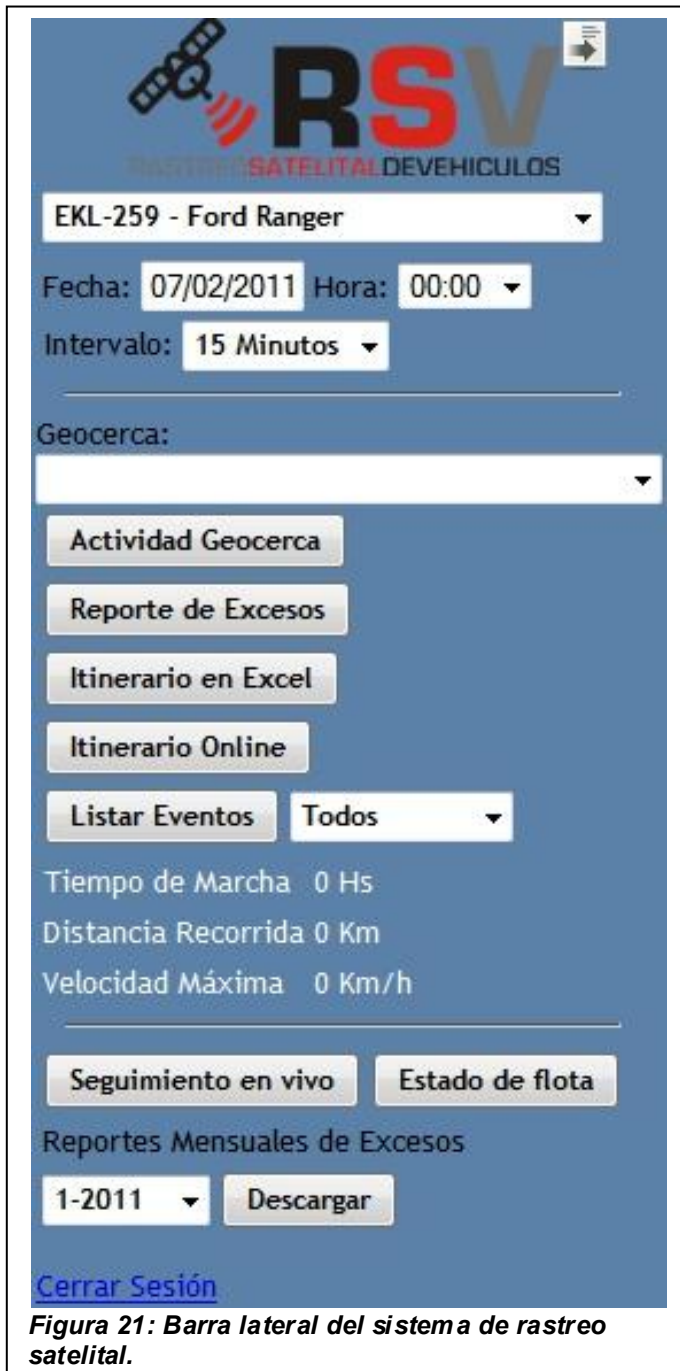 RSV
RASTREOSATELITALDEVEHICULOS
EKL-259 - Ford Ranger
Fecha: 07/02/2011 Hora: 00:00
Intervalo: 15 Minutos
Geocerca:
Actividad Geocerca
Reporte de Excesos
Itinerario en Excel
Itinerario Online
Listar Eventos Todos
Tiempo de Marcha 0 Hs
Distancia Recorrida 0 Km
Velocidad Máxima 0 Km/h
Seguimiento en vivo Estado de flota
Reportes Mensuales de Excesos
1-2011 Descargar
Cerrar Sesión
Figura 21: Barra lateral del sistema de rastreo
satelital.